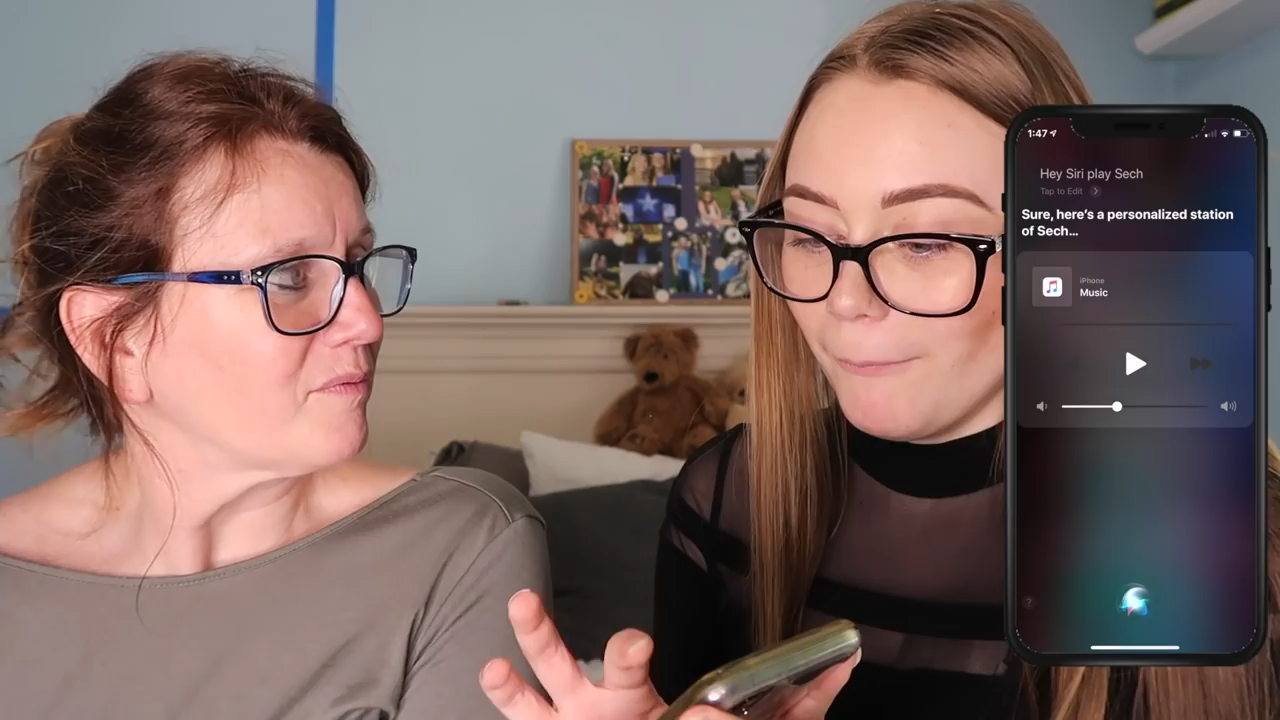 1:47
Hey Siri play Sech
Tap to Edit
Sure, here's a personalized station
of Sech...
iPhone
Music
?